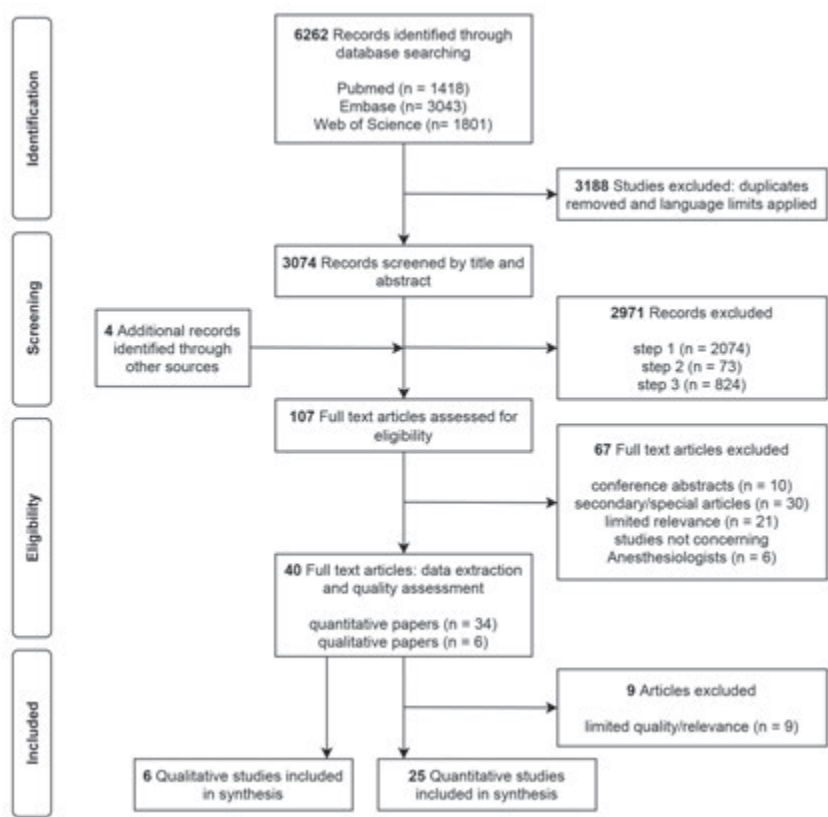 Identification
6262 Records identified through
database searching
Pubmed (n = 1418)
Embase (n= 3043)
Web of Science (n= 1801)
3188 Studies excluded: duplicates
removed and language limits applied
Screening
3074 Records screened by title and
abstract
4 Additional records
identified through
other sources
2971 Records excluded
step 1 (n = 2074)
step 2 (n = 73)
step 3 (n = 824)
Eligibility
107 Full text articles assessed for
eligibility
67 Full text articles excluded
conference abstracts (n = 10)
secondary/special articles (n = 30)
limited relevance (n = 21)
studies not concerning
Anesthesiologists (n = 6)
40 Full text articles: data extraction
and quality assessment
quantitative papers (n = 34)
qualitative papers (n = 6)
Included
9 Articles excluded
limited quality/relevance (n = 9)
6 Qualitative studies included
in synthesis
25 Quantitative studies
included in synthesis